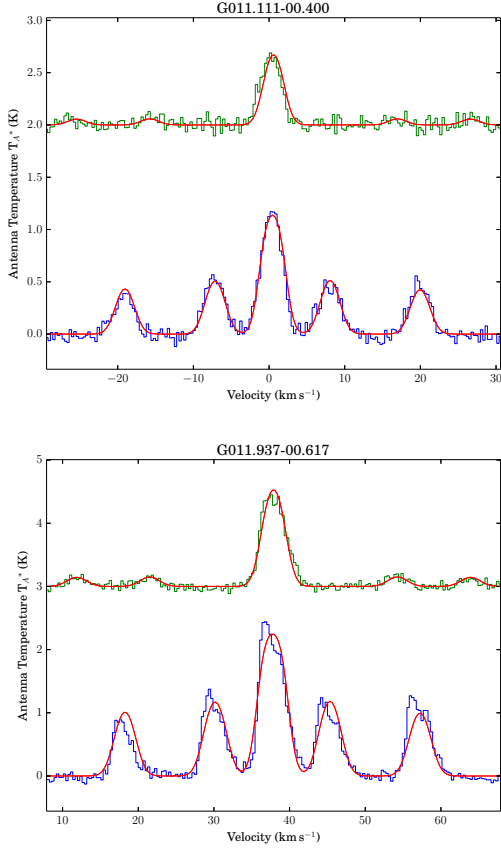 G011.111-00.400
3.0
2.5
2.0
1.5
1.0
0.5
0.0
Antenna Temperature T_A* (K)
−20 −10 0 10 20 30
Velocity (km s⁻¹)
G011.937-00.617
5
4
3
2
1
0
Antenna Temperature T_A* (K)
10 20 30 40 50 60
Velocity (km s⁻¹)